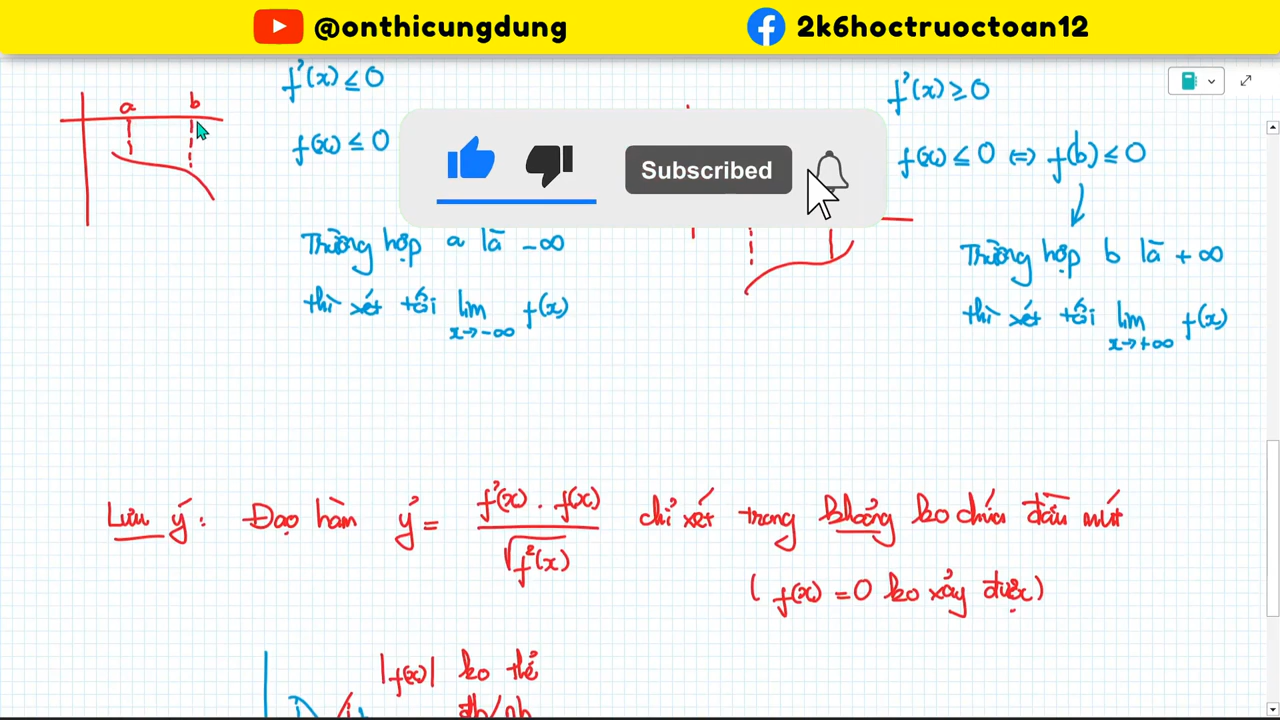 @onthicungdung
2k6hoctruoctoan12
a b
f'(x) ≤ 0
f(x) ≤ 0
Trường hợp a là -∞
thì xét tới lim f(x)
x→-∞
Subscribed
f'(x) ≥ 0
f(x) ≤ 0 ⇔ f(b) ≤ 0
Trường hợp b là +∞
thì xét tới lim f(x)
x→+∞
Lưu ý: Đạo hàm y' = f'(x) . f(x) / √f²(x) chỉ xét trong khoảng ko chứa đầu mút
( f(x) = 0 ko xảy được )
|f(x)| ko thể
đb/nb